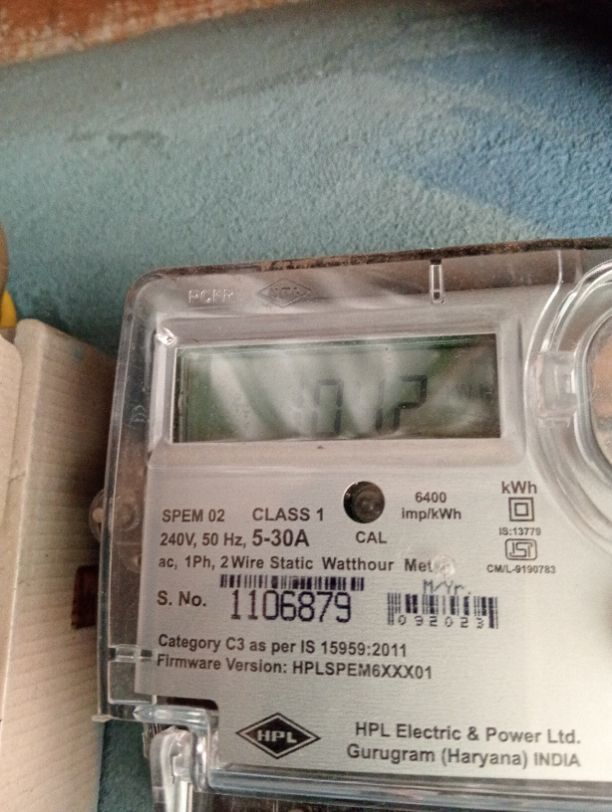 SPEM 02 CLASS 1
240V, 50 Hz, 5-30A
CAL
6400
imp/kWh
kWh
IS:13779
CM/L-9190783
ac, 1Ph, 2 Wire Static Watthour
M/Yr.
S. No. 1106879
092023
Category C3 as per IS 15959:2011
Firmware Version: HPLSPEM6XXX01
HPL
HPL Electric & Power Ltd.
Gurugram (Haryana) INDIA